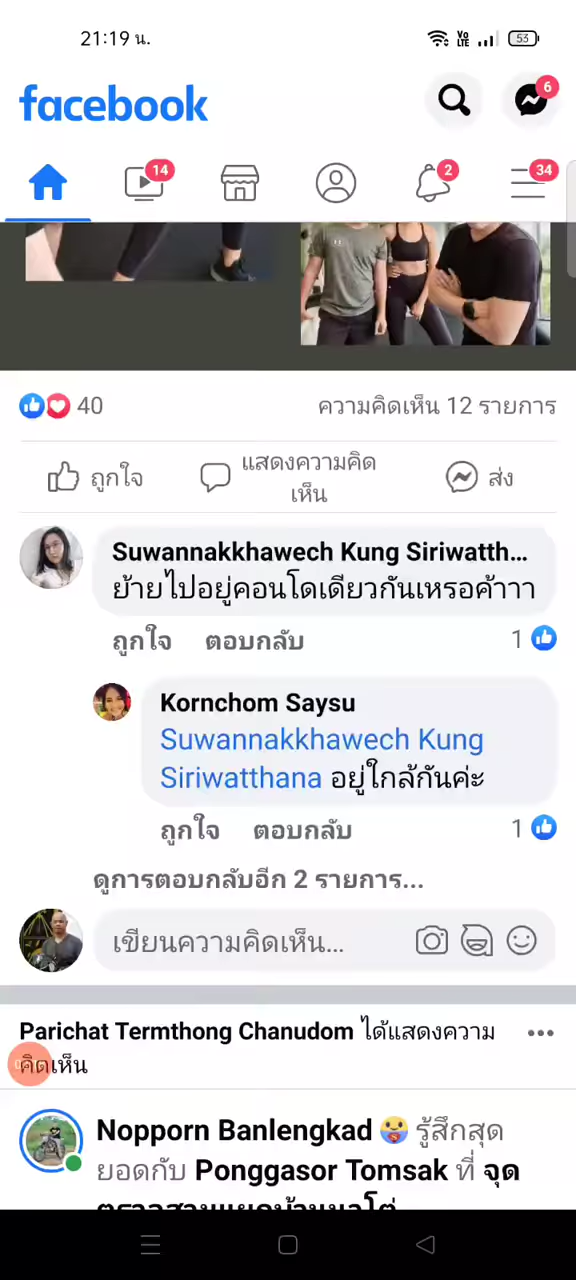 21:19 น.
VO
LTE
53
facebook
6
14
2
34
40
ความคิดเห็น 12 รายการ
ถูกใจ
แสดงความคิด
เห็น
ส่ง
Suwannakkhawech Kung Siriwatth...
ย้ายไปอยู่คอนโดเดียวกันเหรอค้าาา
ถูกใจ ตอบกลับ 1
Kornchom Saysu
Suwannakkhawech Kung
Siriwatthana อยู่ใกล้กันค่ะ
ถูกใจ ตอบกลับ 1
ดูการตอบกลับอีก 2 รายการ...
เขียนความคิดเห็น...
Parichat Termthong Chanudom ได้แสดงความ
คิดเห็น
Nopporn Banlengkad รู้สึกสุด
ยอดกับ Ponggasor Tomsak ที่ จุด